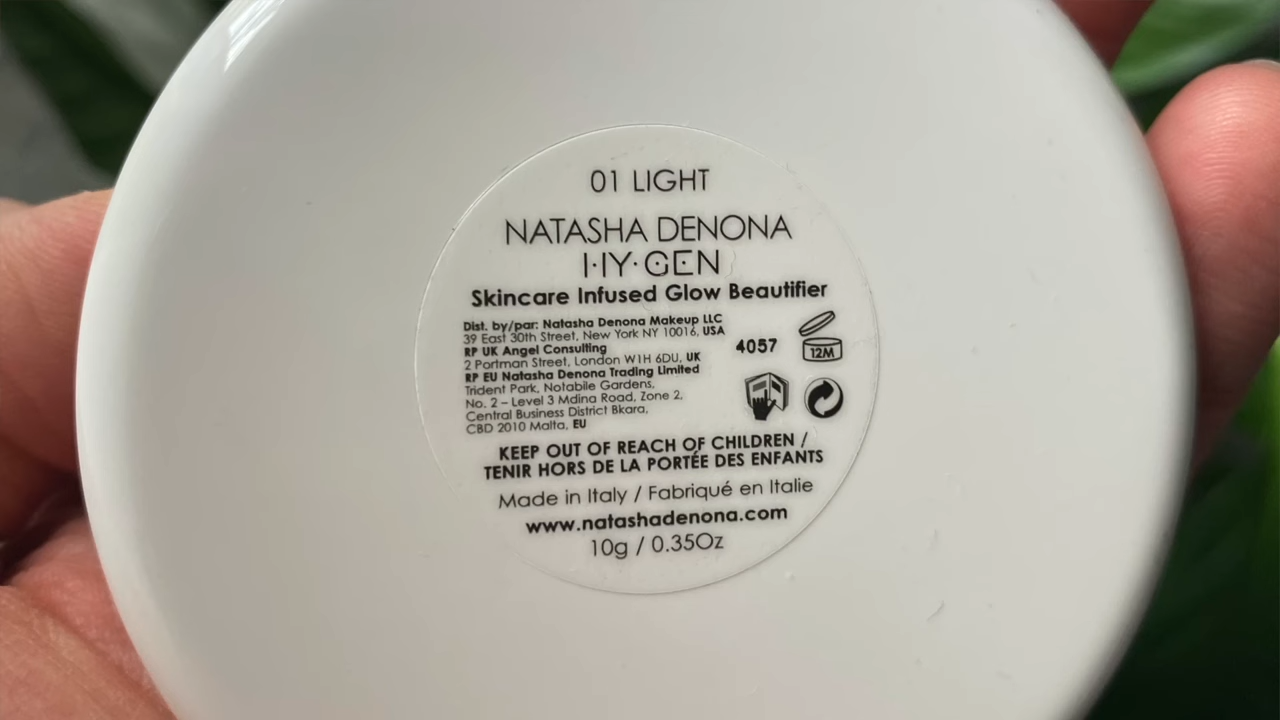 01 LIGHT
NATASHA DENONA
HY·GEN
Skincare Infused Glow Beautifier
Dist. by/par: Natasha Denona Makeup LLC
39 East 30th Street, New York NY 10016, USA
RP UK Angel Consulting
2 Portman Street, London W1H 6DU, UK
RP EU Natasha Denona Trading Limited
Trident Park, Notabile Gardens,
No. 2 – Level 3 Mdina Road, Zone 2,
Central Business District Bkara,
CBD 2010 Malta, EU
4057
12M
KEEP OUT OF REACH OF CHILDREN /
TENIR HORS DE LA PORTÉE DES ENFANTS
Made in Italy / Fabriqué en Italie
www.natashadenona.com
10g / 0.35Oz